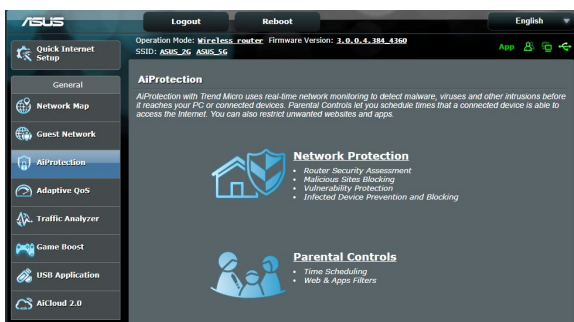 ASUS
Logout
Reboot
English
Quick Internet
Setup
Operation Mode: Wireless router Firmware Version: 3.0.0.4.384_4360
SSID: ASUS_2G ASUS_5G
App
General
Network Map
Guest Network
AiProtection
Adaptive QoS
Traffic Analyzer
Game Boost
USB Application
AiCloud 2.0
AiProtection
AiProtection with Trend Micro uses real-time network monitoring to detect malware, viruses and other intrusions before
it reaches your PC or connected devices. Parental Controls let you schedule times that a connected device is able to
access the Internet. You can also restrict unwanted websites and apps.
Network Protection
• Router Security Assessment
• Malicious Sites Blocking
• Vulnerability Protection
• Infected Device Prevention and Blocking
Parental Controls
• Time Scheduling
• Web & Apps Filters